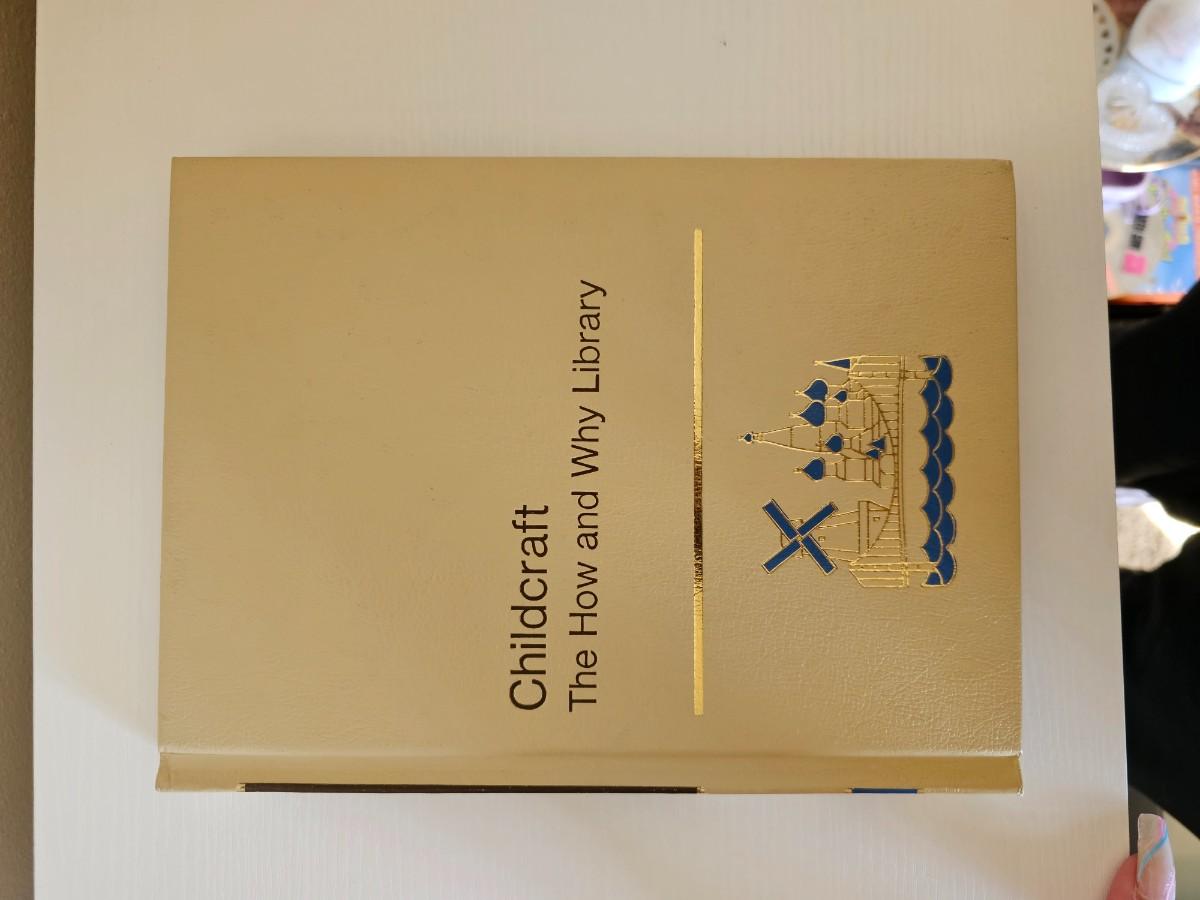 Childcraft
The How and Why Library